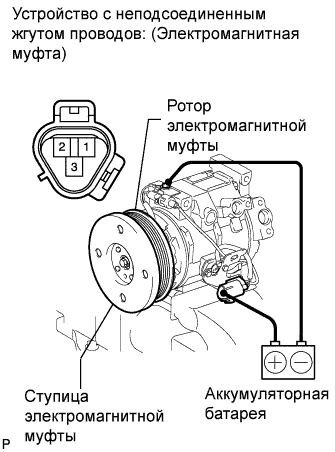 Устройство с неподсоединенным
жгутом проводов: (Электромагнитная
муфта)
Ротор
электромагнитной
муфты
2 1
3
Ступица
электромагнитной
муфты
Аккумуляторная
батарея
P